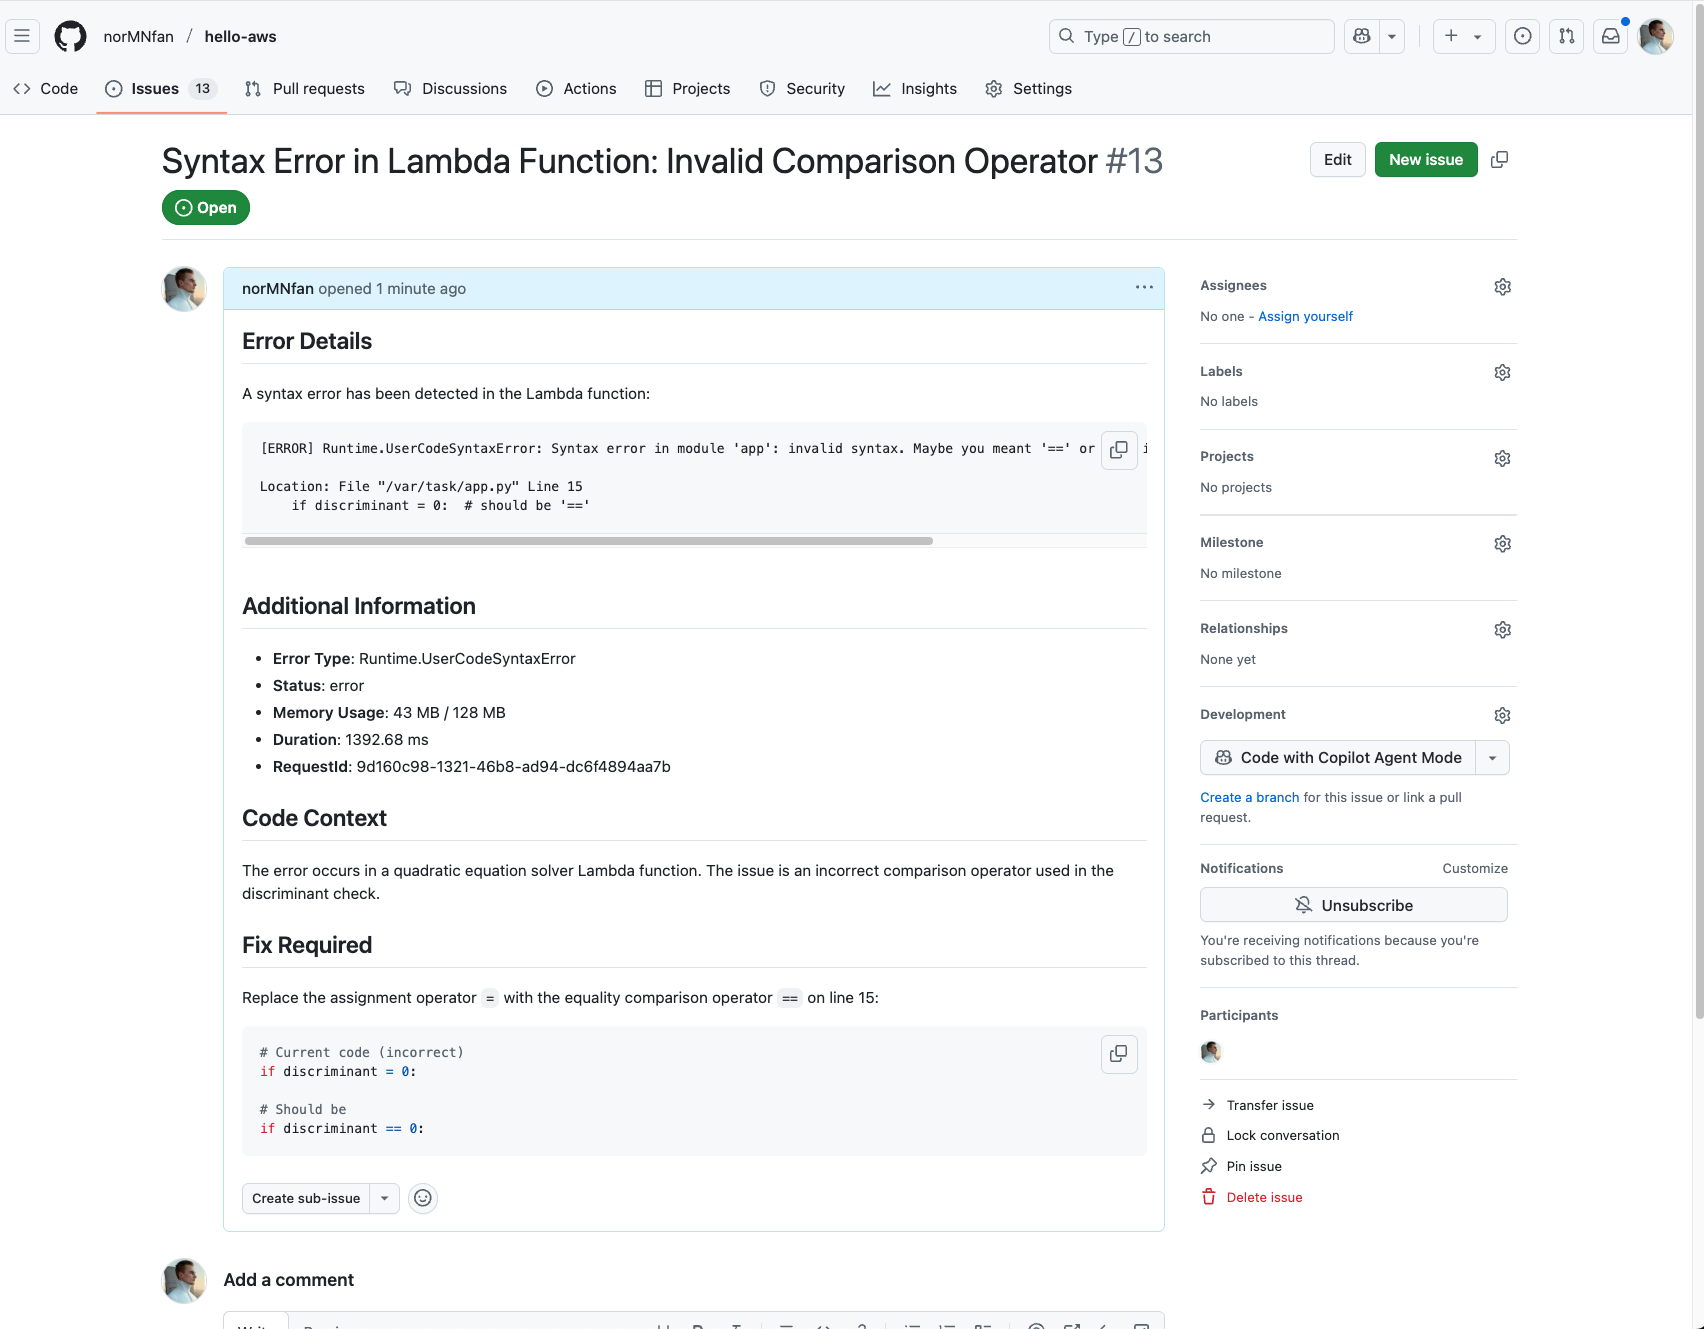 norMNfan / hello-aws
Type / to search
Code
Issues 13
Pull requests
Discussions
Actions
Projects
Security
Insights
Settings
Syntax Error in Lambda Function: Invalid Comparison Operator #13
Edit
New issue
Open
norMNfan opened 1 minute ago
Error Details
A syntax error has been detected in the Lambda function:
[ERROR] Runtime.UserCodeSyntaxError: Syntax error in module 'app': invalid syntax. Maybe you meant '==' or
Location: File "/var/task/app.py" Line 15
if discriminant = 0:  # should be '=='
Additional Information
Error Type: Runtime.UserCodeSyntaxError
Status: error
Memory Usage: 43 MB / 128 MB
Duration: 1392.68 ms
RequestId: 9d160c98-1321-46b8-ad94-dc6f4894aa7b
Code Context
The error occurs in a quadratic equation solver Lambda function. The issue is an incorrect comparison operator used in the
discriminant check.
Fix Required
Replace the assignment operator = with the equality comparison operator == on line 15:
# Current code (incorrect)
if discriminant = 0:
# Should be
if discriminant == 0:
Create sub-issue
Assignees
No one - Assign yourself
Labels
No labels
Projects
No projects
Milestone
No milestone
Relationships
None yet
Development
Code with Copilot Agent Mode
Create a branch for this issue or link a pull
request.
Notifications
Customize
Unsubscribe
You're receiving notifications because you're
subscribed to this thread.
Participants
Transfer issue
Lock conversation
Pin issue
Delete issue
Add a comment